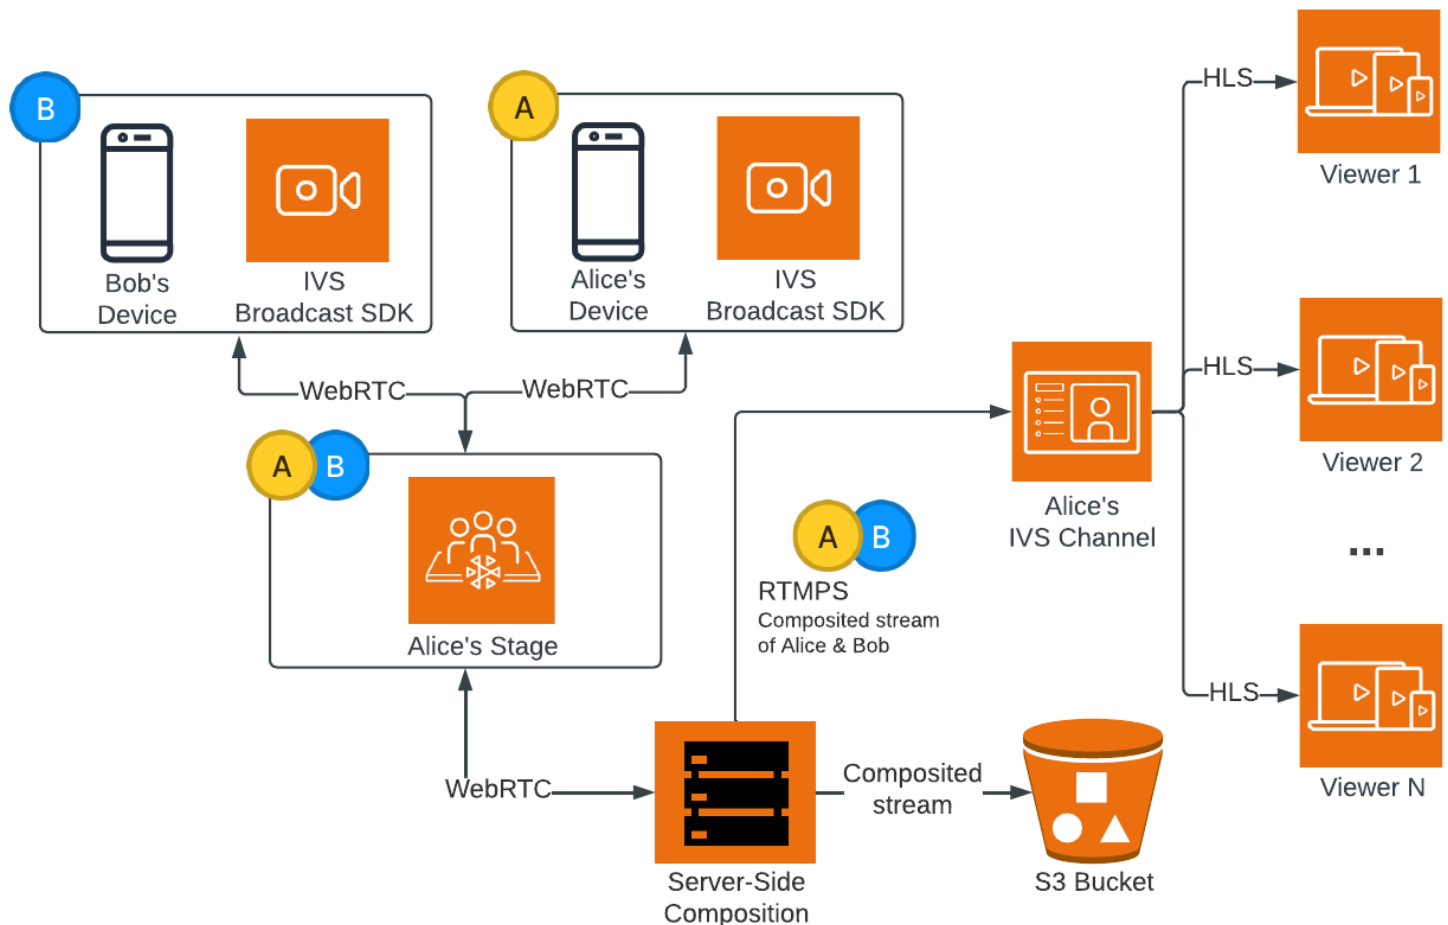 B
Bob's
Device
IVS
Broadcast SDK
A
Alice's
Device
IVS
Broadcast SDK
WebRTC
WebRTC
A
B
Alice's Stage
WebRTC
Server-Side
Composition
A
B
RTMPS
Composited stream
of Alice & Bob
Composited
stream
S3 Bucket
Alice's
IVS Channel
HLS
Viewer 1
HLS
Viewer 2
...
HLS
Viewer N